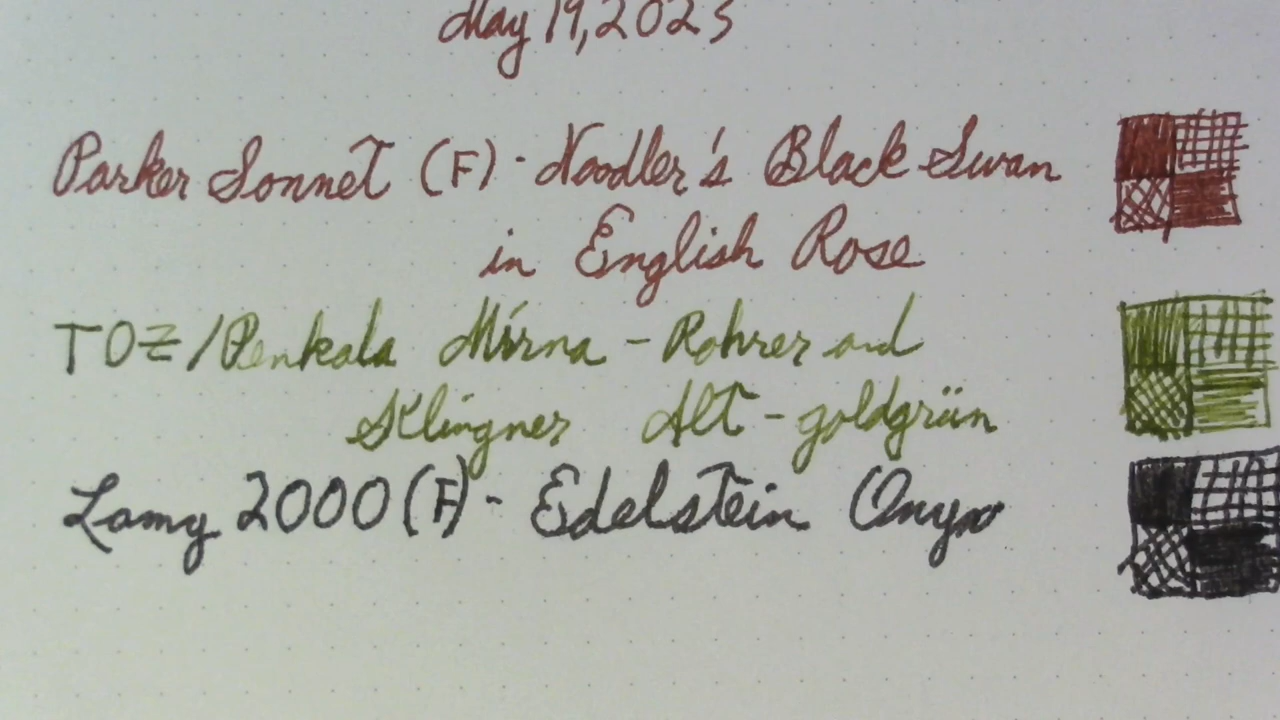 May 19, 2023
Parker Sonnet (F) - Noodler's Black Swan
in English Rose
TOZ/Penkala Mirna - Rohrer and
Klingner Alt-goldgrün
Lamy 2000 (F) - Edelstein Onyx